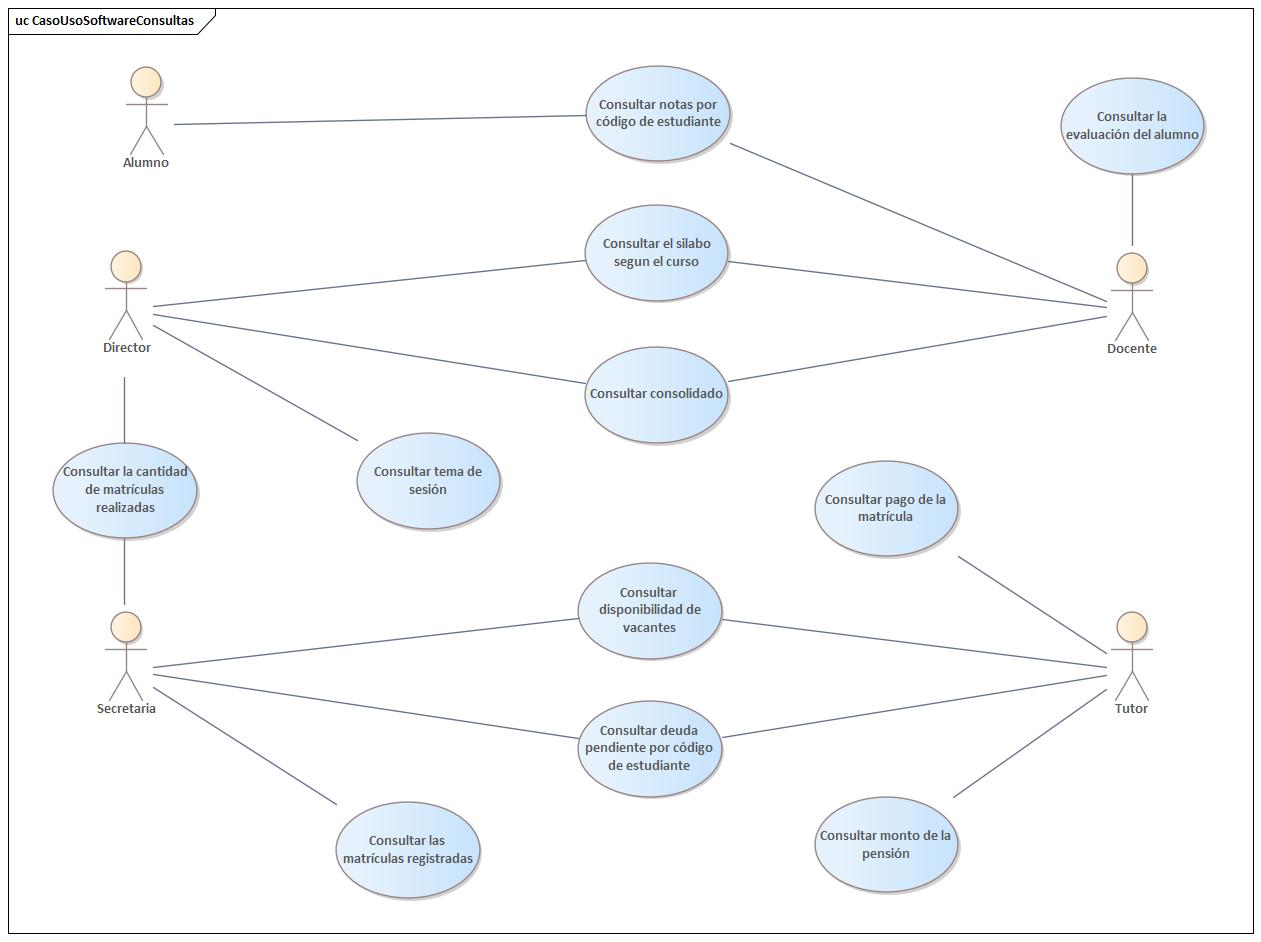 uc CasoUsoSoftwareConsultas
Consultar notas por
código de estudiante
Consultar la
evaluación del alumno
Alumno
Consultar el silabo
segun el curso
Director
Docente
Consultar consolidado
Consultar la cantidad
de matrículas
realizadas
Consultar tema de
sesión
Consultar pago de la
matrícula
Consultar
disponibilidad de
vacantes
Secretaria
Tutor
Consultar deuda
pendiente por código
de estudiante
Consultar las
matrículas registradas
Consultar monto de la
pensión